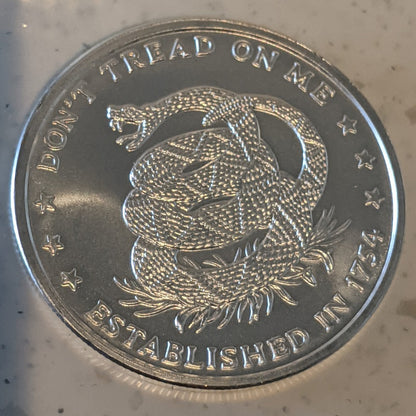 DON'T TREAD ON ME
ESTABLISHED IN 1754